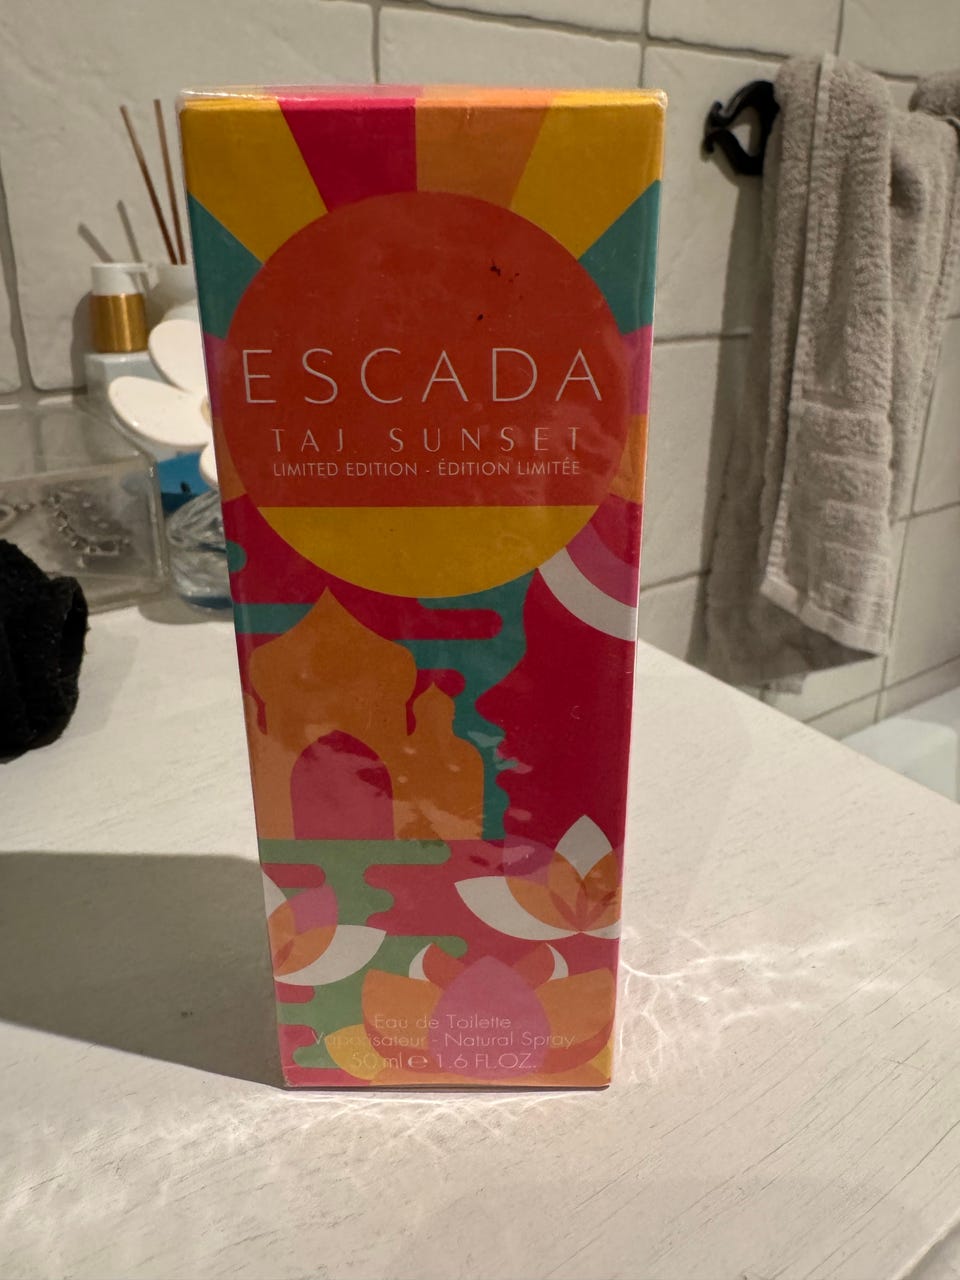 ESCADA
TAJ SUNSET
LIMITED EDITION - ÉDITION LIMITÉE
Eau de Toilette
Vaporisateur - Natural Spray
50 ml ℮ 1.6 FL.OZ.